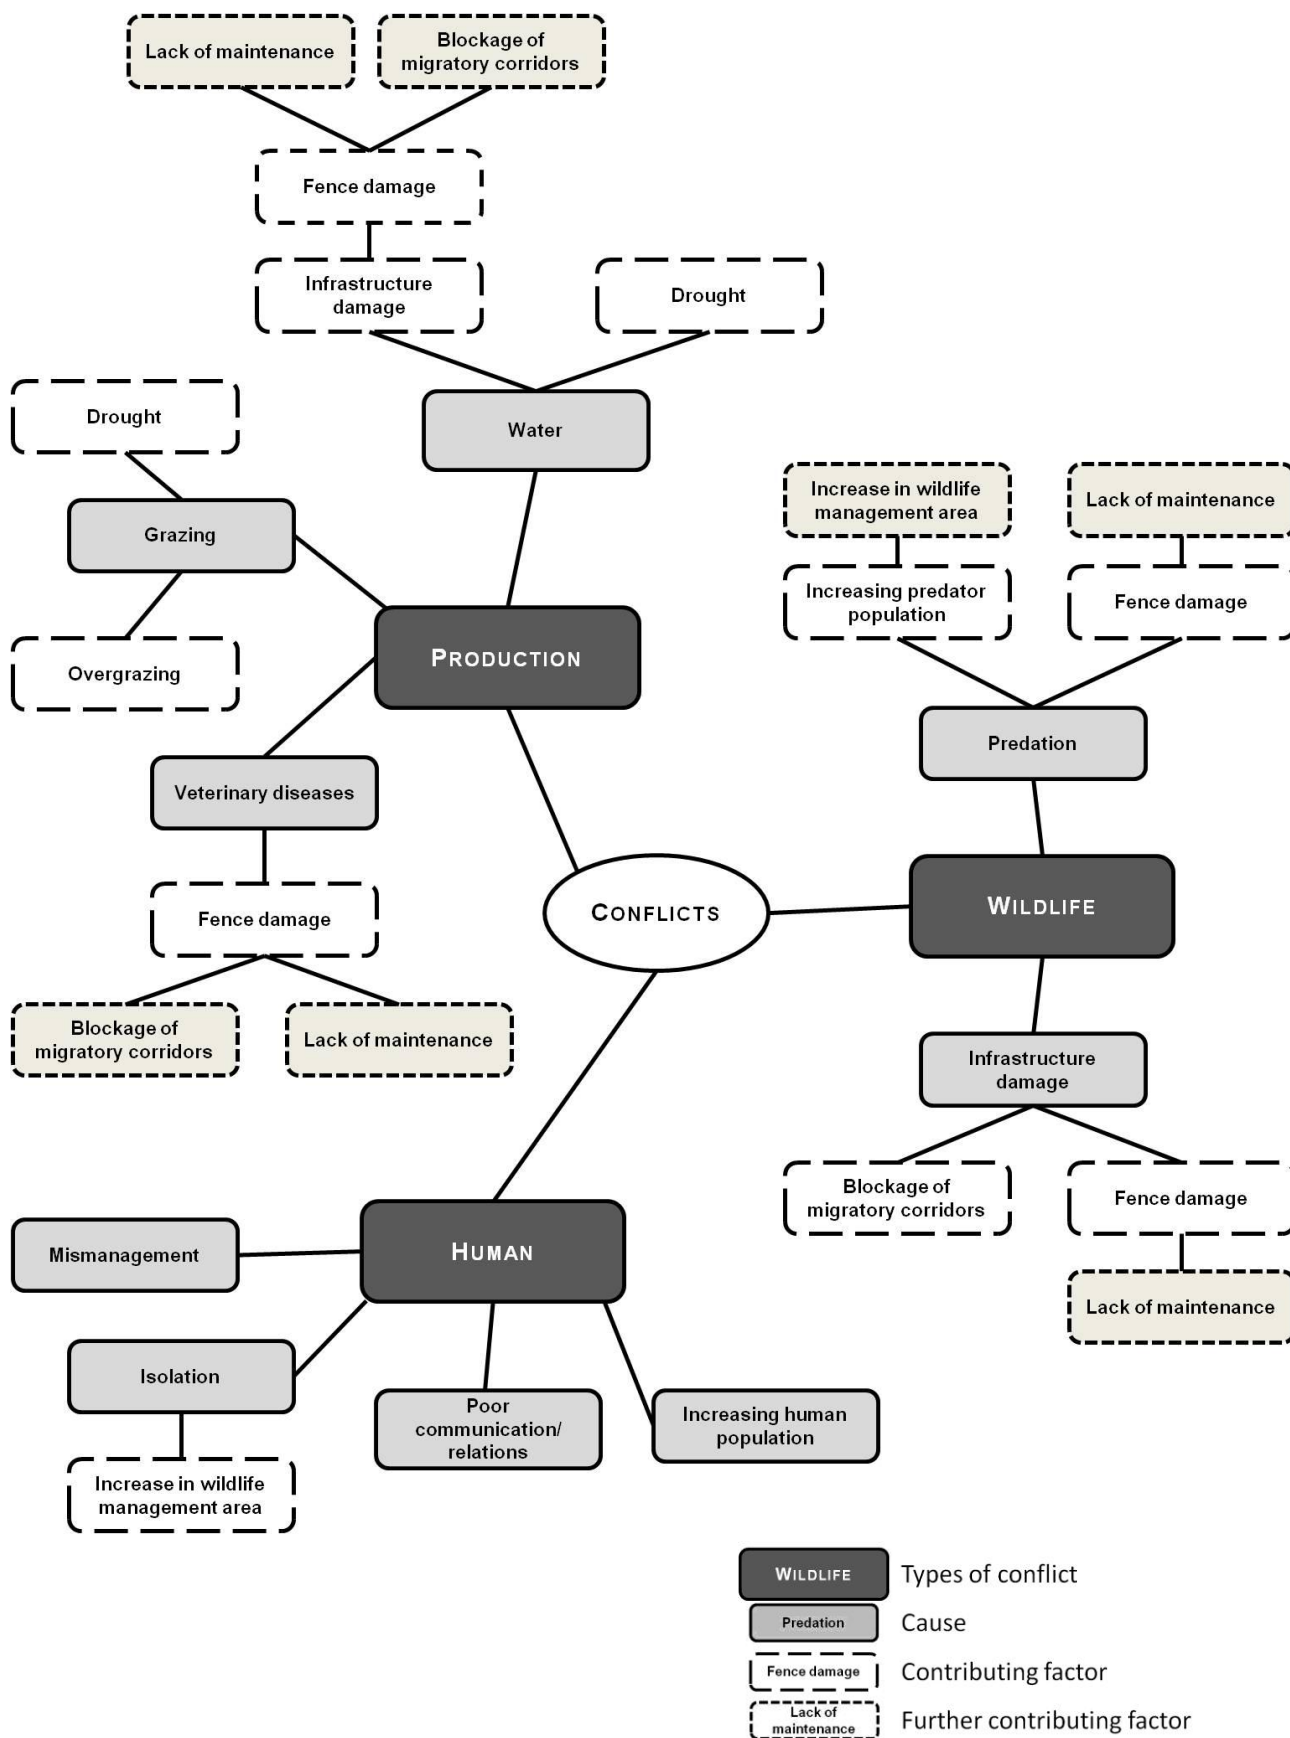 Lack of maintenance
Blockage of
migratory corridors
Fence damage
Infrastructure
damage
Drought
Water
Drought
Grazing
Overgrazing
PRODUCTION
Veterinary diseases
Fence damage
Blockage of
migratory corridors
Lack of maintenance
CONFLICTS
Increase in wildlife
management area
Lack of maintenance
Increasing predator
population
Fence damage
Predation
WILDLIFE
Infrastructure
damage
Blockage of
migratory corridors
Fence damage
Lack of maintenance
HUMAN
Mismanagement
Isolation
Increase in wildlife
management area
Poor
communication/
relations
Increasing human
population
WILDLIFE
Types of conflict
Predation
Cause
Fence damage
Contributing factor
Lack of
maintenance
Further contributing factor